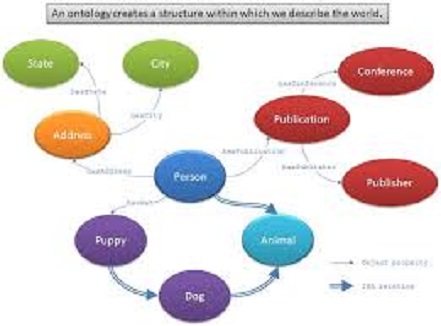 An ontology creates a structure within which we describe the world.
State
City
Conference
hasState
hasConference
hasCity
Publication
Address
hasPublication
hasPublisher
hasAddress
Person
Publisher
Puppy
Animal
Object property
ISA relation
Dog